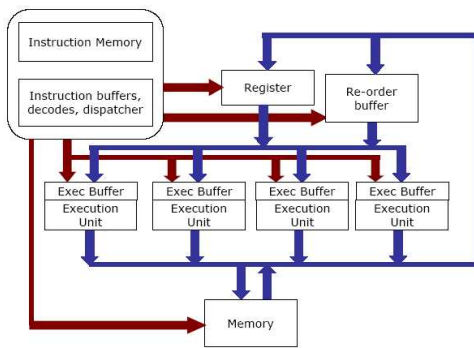 Instruction Memory
Instruction buffers,
decodes, dispatcher
Register
Re-order
buffer
Exec Buffer
Execution
Unit
Exec Buffer
Execution
Unit
Exec Buffer
Execution
Unit
Exec Buffer
Execution
Unit
Memory